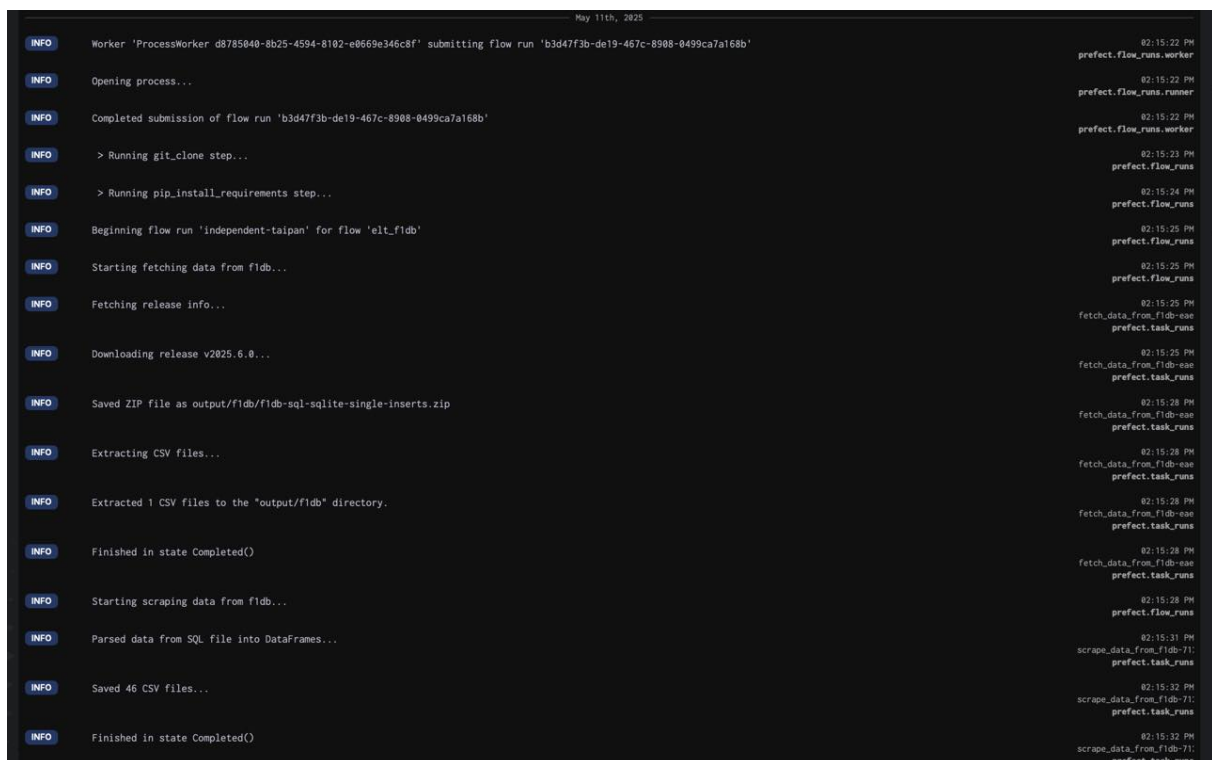 May 11th, 2025
INFO Worker 'ProcessWorker d8785040-8b25-4594-8102-e0669e346c8f' submitting flow run 'b3d47f3b-de19-467c-8908-0499ca7a168b' 02:15:22 PM
prefect.flow_runs.worker
INFO Opening process... 02:15:22 PM
prefect.flow_runs.runner
INFO Completed submission of flow run 'b3d47f3b-de19-467c-8908-0499ca7a168b' 02:15:22 PM
prefect.flow_runs.worker
INFO > Running git_clone step... 02:15:23 PM
prefect.flow_runs
INFO > Running pip_install_requirements step... 02:15:24 PM
prefect.flow_runs
INFO Beginning flow run 'independent-taipan' for flow 'elt_f1db' 02:15:25 PM
prefect.flow_runs
INFO Starting fetching data from f1db... 02:15:25 PM
prefect.flow_runs
INFO Fetching release info... 02:15:25 PM
fetch_data_from_f1db-eae
prefect.task_runs
INFO Downloading release v2025.6.0... 02:15:25 PM
fetch_data_from_f1db-eae
prefect.task_runs
INFO Saved ZIP file as output/f1db/f1db-sql-sqlite-single-inserts.zip 02:15:28 PM
fetch_data_from_f1db-eae
prefect.task_runs
INFO Extracting CSV files... 02:15:28 PM
fetch_data_from_f1db-eae
prefect.task_runs
INFO Extracted 1 CSV files to the "output/f1db" directory. 02:15:28 PM
fetch_data_from_f1db-eae
prefect.task_runs
INFO Finished in state Completed() 02:15:28 PM
fetch_data_from_f1db-eae
prefect.task_runs
INFO Starting scraping data from f1db... 02:15:28 PM
prefect.flow_runs
INFO Parsed data from SQL file into DataFrames... 02:15:31 PM
scrape_data_from_f1db-71
prefect.task_runs
INFO Saved 46 CSV files... 02:15:32 PM
scrape_data_from_f1db-71
prefect.task_runs
INFO Finished in state Completed() 02:15:32 PM
scrape_data_from_f1db-71